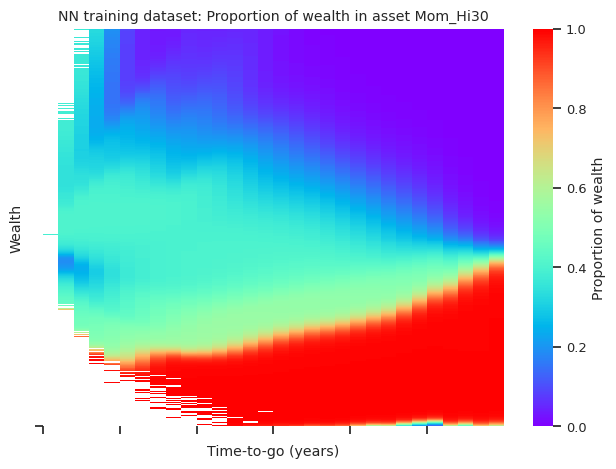 NN training dataset: Proportion of wealth in asset Mom_Hi30
Wealth
Time-to-go (years)
1.0
0.8
0.6
0.4
0.2
0.0
Proportion of wealth